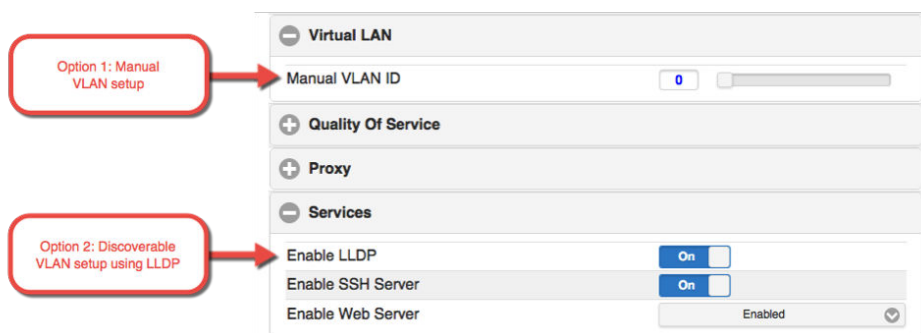 Virtual LAN
Option 1: Manual
VLAN setup
Manual VLAN ID 0
Quality Of Service
Proxy
Services
Option 2: Discoverable
VLAN setup using LLDP
Enable LLDP On
Enable SSH Server On
Enable Web Server Enabled